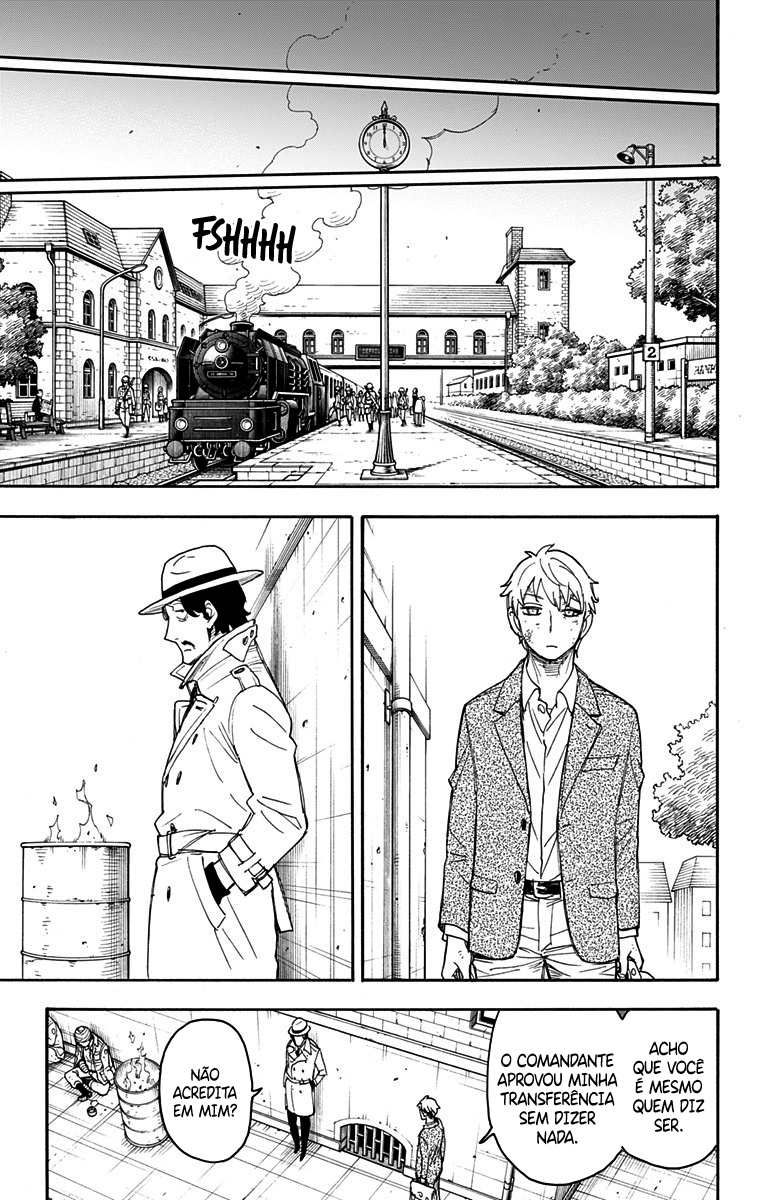 FSHHHH
2
ACHO
QUE VOCÊ
É MESMO
QUEM DIZ
SER.
O COMANDANTE
APROVOU MINHA
TRANSFERÊNCIA
SEM DIZER
NADA.
NÃO
ACREDITA
EM MIM?